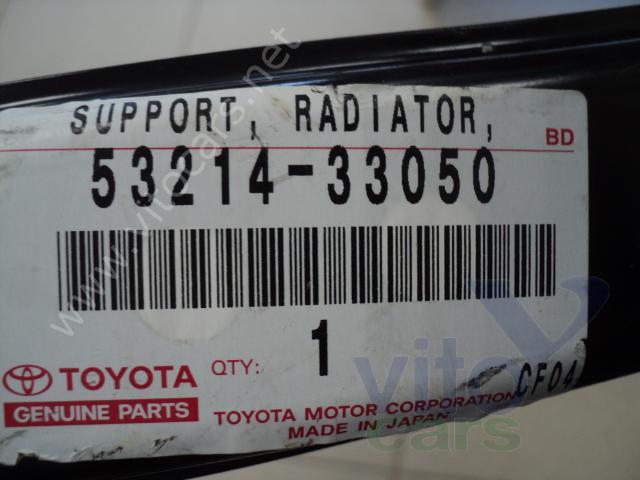 SUPPORT, RADIATOR,
BD
53214-33050
1
QTY:
TOYOTA
GENUINE PARTS
CF04
TOYOTA MOTOR CORPORATION
MADE IN JAPAN
www.vitocars.net
vito
cars